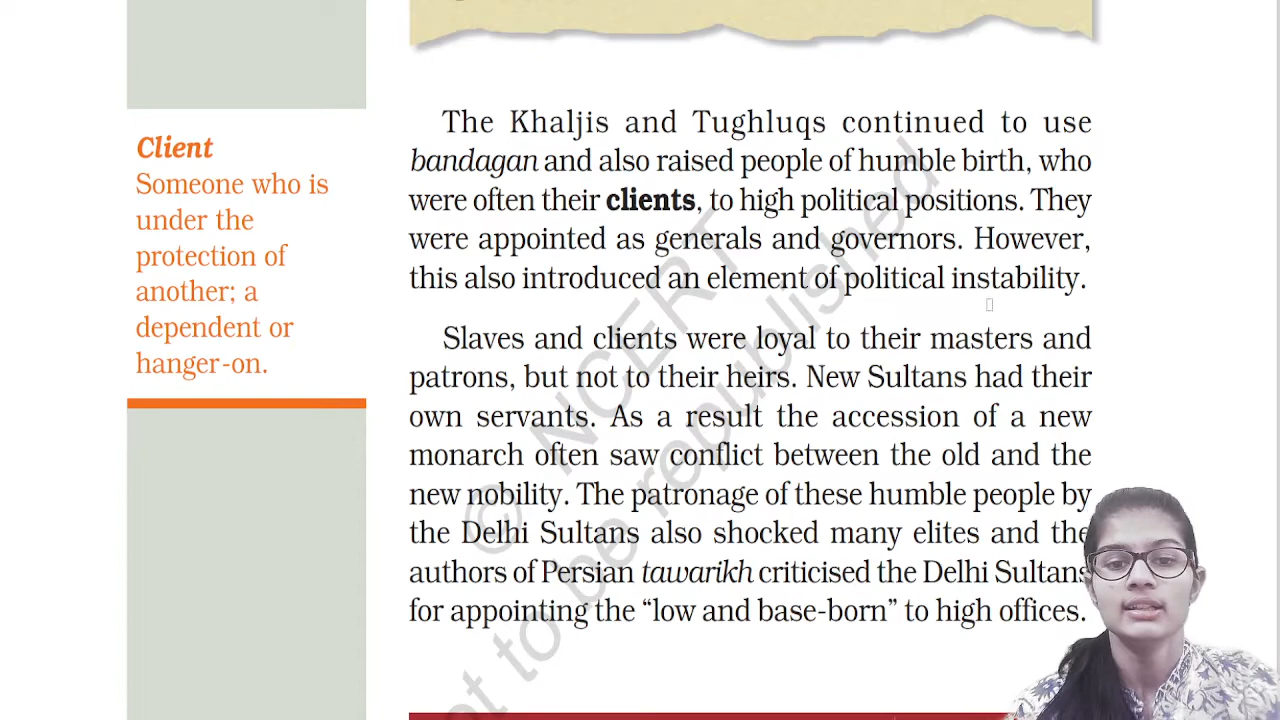 Client
Someone who is
under the
protection of
another; a
dependent or
hanger-on.
The Khaljis and Tughluqs continued to use
bandagan and also raised people of humble birth, who
were often their clients, to high political positions. They
were appointed as generals and governors. However,
this also introduced an element of political instability.
Slaves and clients were loyal to their masters and
patrons, but not to their heirs. New Sultans had their
own servants. As a result the accession of a new
monarch often saw conflict between the old and the
new nobility. The patronage of these humble people by
the Delhi Sultans also shocked many elites and the
authors of Persian tawarikh criticised the Delhi Sultans
for appointing the “low and base-born” to high offices.
© NCERT
not to be republished